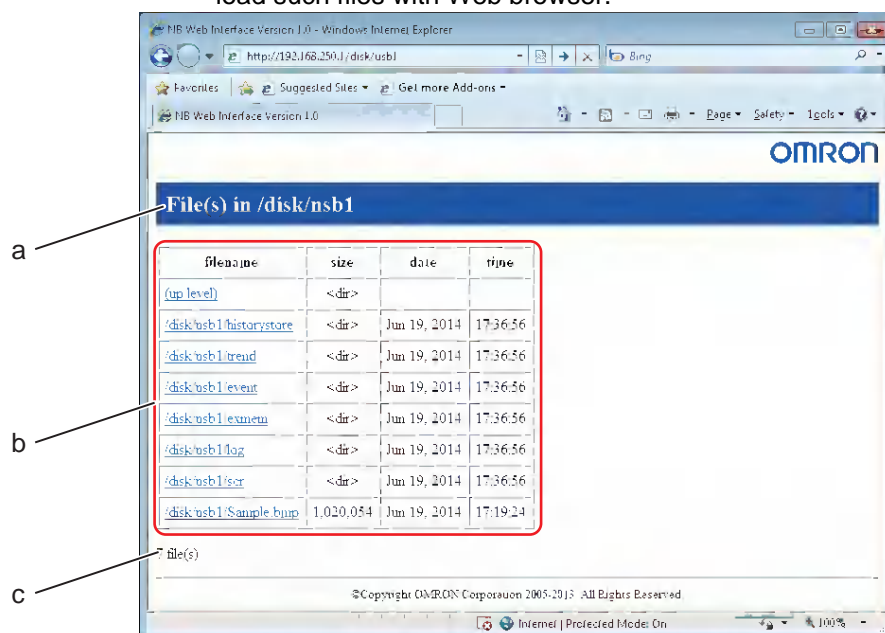 load such files with Web browser.
NB Web Interface Version 1.0 - Windows Internet Explorer
http://192.168.250.1/disk/usb1
Bing
Favorites Suggested Sites Get more Add-ons
NB Web Interface Version 1.0
Page Safety Tools
OMRON
a
File(s) in /disk/usb1
filename size date time
(up level) <dir>
/disk/usb1/historystore <dir> Jun 19, 2014 17:36:56
/disk/usb1/trend <dir> Jun 19, 2014 17:36:56
/disk/usb1/event <dir> Jun 19, 2014 17:36:56
/disk/usb1/exmem <dir> Jun 19, 2014 17:36:56
b
/disk/usb1/log <dir> Jun 19, 2014 17:36:56
/disk/usb1/scr <dir> Jun 19, 2014 17:36:56
/disk/usb1/Sample.bmp 1,020,054 Jun 19, 2014 17:19:24
7 file(s)
c
©Copyright OMRON Corporation 2005-2013 All Rights Reserved
Internet | Protected Mode: On 100%